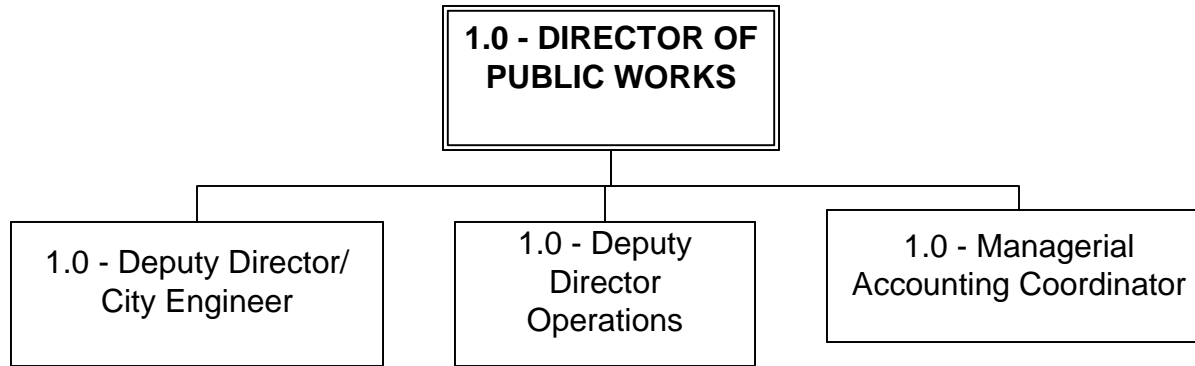 1.0 - DIRECTOR OF
PUBLIC WORKS
1.0 - Deputy Director/
City Engineer
1.0 - Deputy
Director
Operations
1.0 - Managerial
Accounting Coordinator